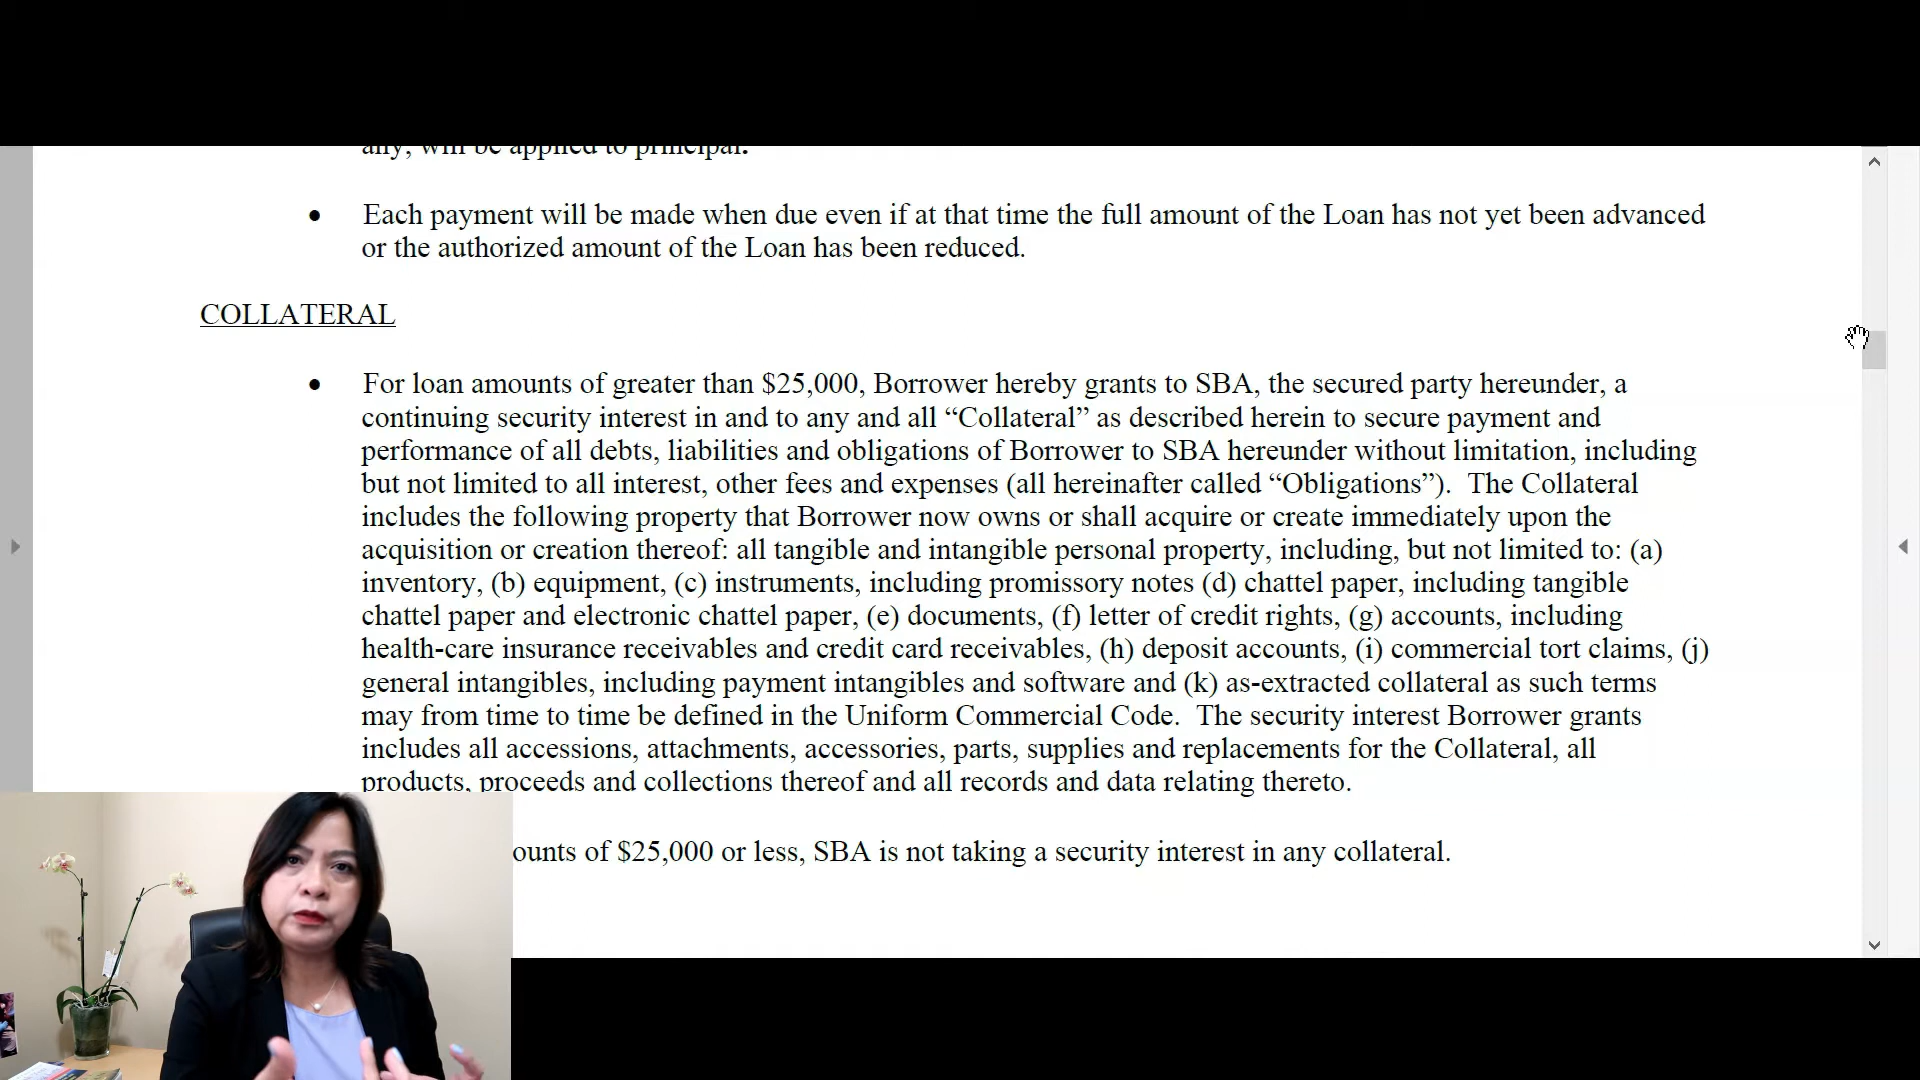 any, will be applied to principal.
• Each payment will be made when due even if at that time the full amount of the Loan has not yet been advanced
or the authorized amount of the Loan has been reduced.
COLLATERAL
• For loan amounts of greater than $25,000, Borrower hereby grants to SBA, the secured party hereunder, a
continuing security interest in and to any and all “Collateral” as described herein to secure payment and
performance of all debts, liabilities and obligations of Borrower to SBA hereunder without limitation, including
but not limited to all interest, other fees and expenses (all hereinafter called “Obligations”).  The Collateral
includes the following property that Borrower now owns or shall acquire or create immediately upon the
acquisition or creation thereof: all tangible and intangible personal property, including, but not limited to: (a)
inventory, (b) equipment, (c) instruments, including promissory notes (d) chattel paper, including tangible
chattel paper and electronic chattel paper, (e) documents, (f) letter of credit rights, (g) accounts, including
health-care insurance receivables and credit card receivables, (h) deposit accounts, (i) commercial tort claims, (j)
general intangibles, including payment intangibles and software and (k) as-extracted collateral as such terms
may from time to time be defined in the Uniform Commercial Code.  The security interest Borrower grants
includes all accessions, attachments, accessories, parts, supplies and replacements for the Collateral, all
products, proceeds and collections thereof and all records and data relating thereto.
ounts of $25,000 or less, SBA is not taking a security interest in any collateral.